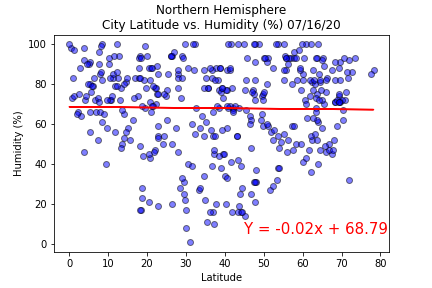 Northern Hemisphere
City Latitude vs. Humidity (%) 07/16/20
100
80
60
40
20
0
Humidity (%)
Y = -0.02x + 68.79
0 10 20 30 40 50 60 70 80
Latitude